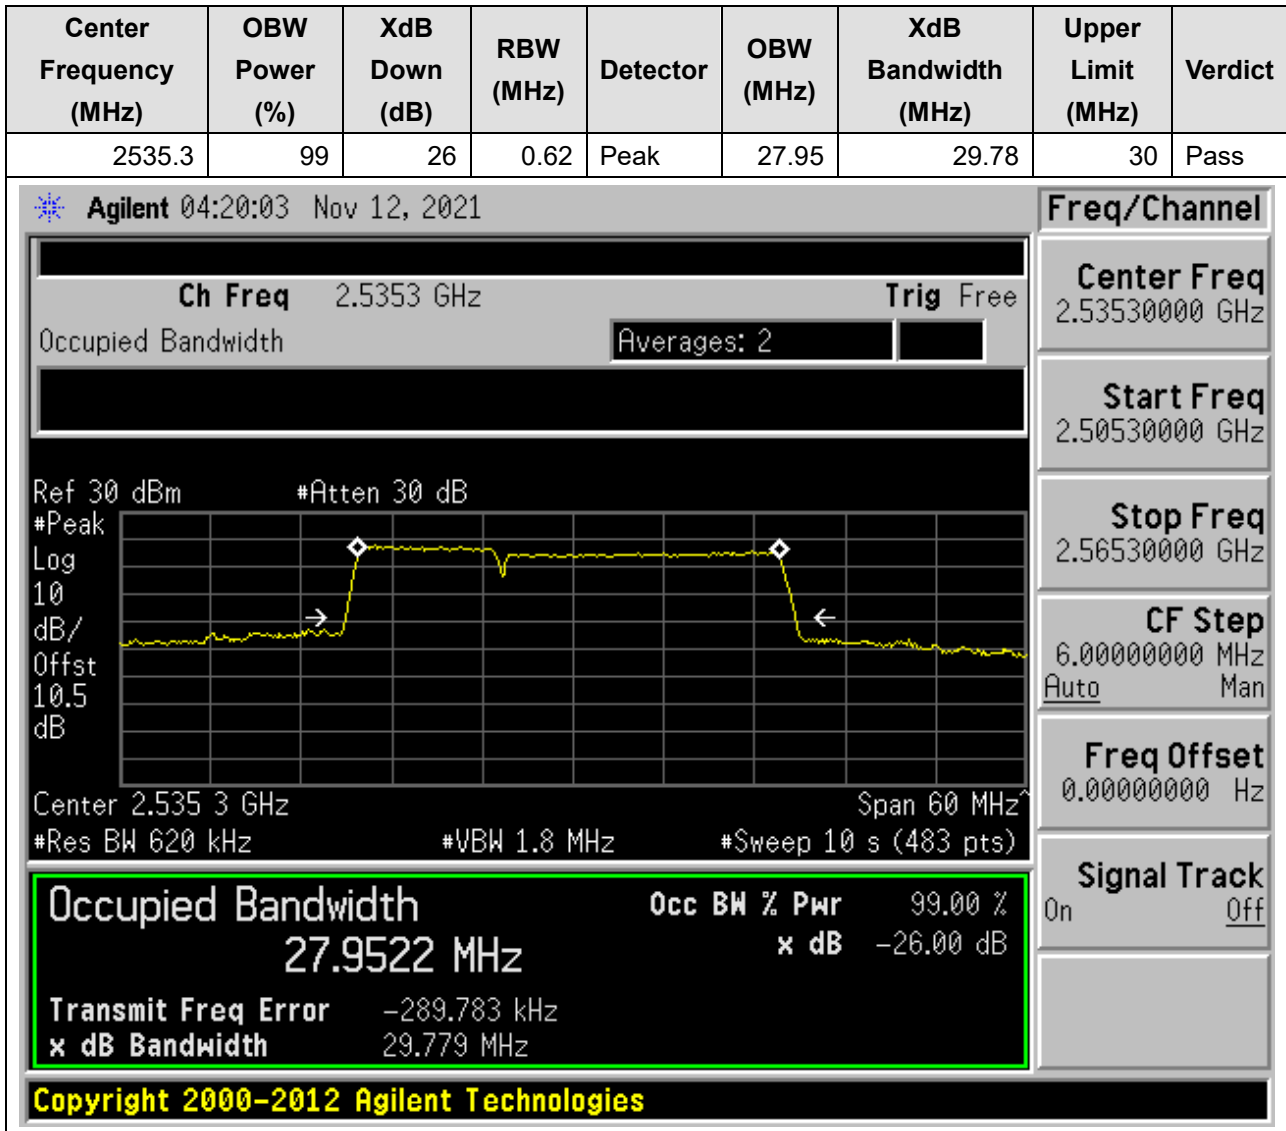 Center Frequency (MHz) OBW Power (%) XdB Down (dB) RBW (MHz) Detector OBW (MHz) XdB Bandwidth (MHz) Upper Limit (MHz) Verdict
2535.3 99 26 0.62 Peak 27.95 29.78 30 Pass
Agilent 04:20:03 Nov 12, 2021
Ch Freq 2.5353 GHz Trig Free
Occupied Bandwidth Averages: 2
Ref 30 dBm #Atten 30 dB
#Peak
Log
10
dB/
Offst
10.5
dB
Center 2.535 3 GHz Span 60 MHz^
#Res BW 620 kHz #VBW 1.8 MHz #Sweep 10 s (483 pts)
Occupied Bandwidth Occ BW % Pwr 99.00 %
27.9522 MHz x dB -26.00 dB
Transmit Freq Error -289.783 kHz
x dB Bandwidth 29.779 MHz
Copyright 2000-2012 Agilent Technologies
Freq/Channel
Center Freq
2.53530000 GHz
Start Freq
2.50530000 GHz
Stop Freq
2.56530000 GHz
CF Step
6.00000000 MHz
Auto Man
Freq Offset
0.00000000 Hz
Signal Track
On Off